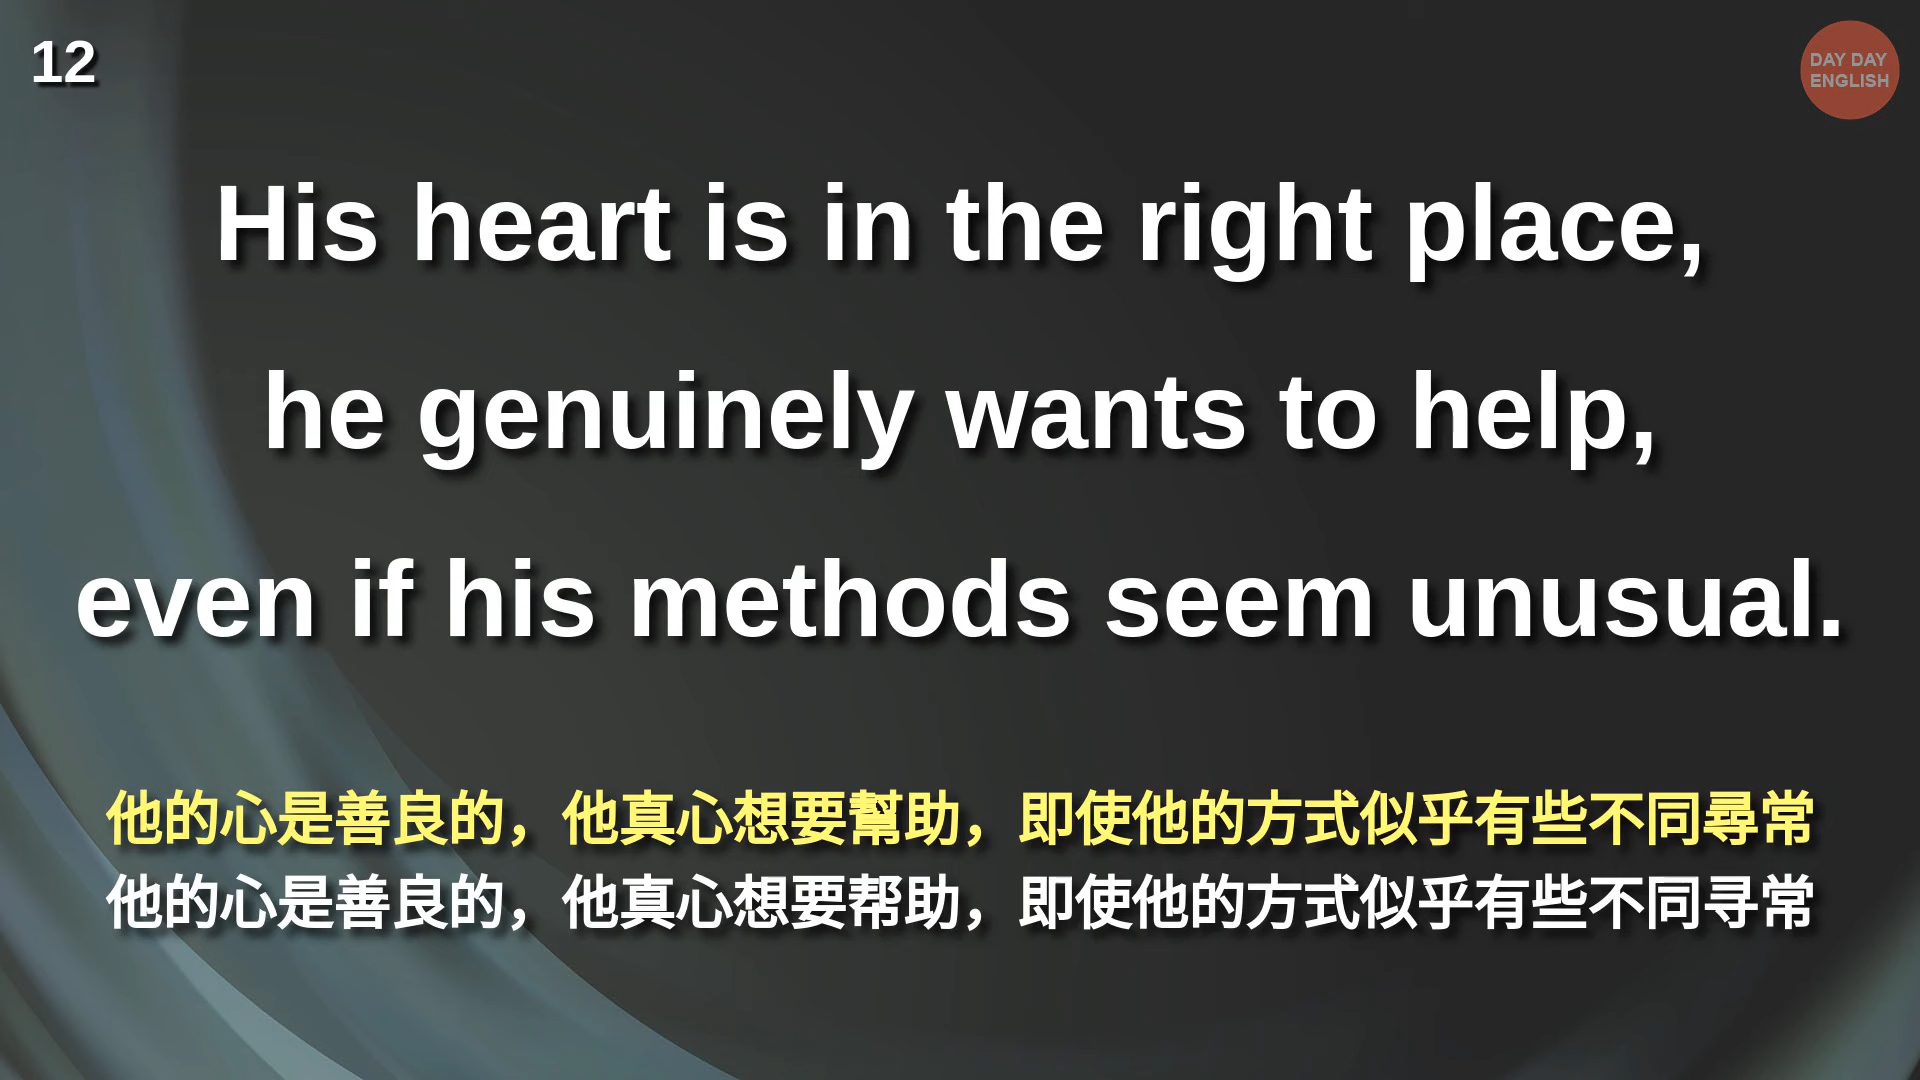 12
DAY DAY
ENGLISH
His heart is in the right place,
he genuinely wants to help,
even if his methods seem unusual.
他的心是善良的，他真心想要幫助，即使他的方式似乎有些不同尋常
他的心是善良的，他真心想要帮助，即使他的方式似乎有些不同寻常